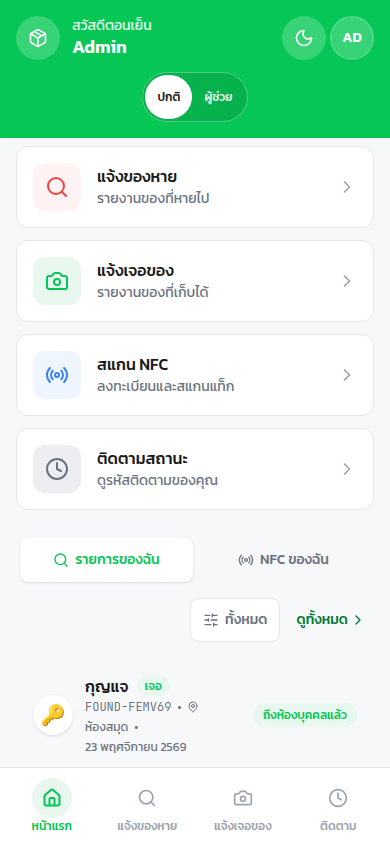 สวัสดีตอนเย็น
Admin
AD
ปกติ
ผู้ช่วย
แจ้งของหาย
รายงานของที่หายไป
แจ้งเจอของ
รายงานของที่เก็บได้
สแกน NFC
ลงทะเบียนและสแกนแท็ก
ติดตามสถานะ
ดูรหัสติดตามของคุณ
รายการของฉัน
NFC ของฉัน
ทั้งหมด
ดูทั้งหมด
กุญแจ เจอ
FOUND-FEMV69 •
ห้องสมุด •
23 พฤศจิกายน 2569
ถึงห้องบุคคลแล้ว
หน้าแรก
แจ้งของหาย
แจ้งเจอของ
ติดตาม